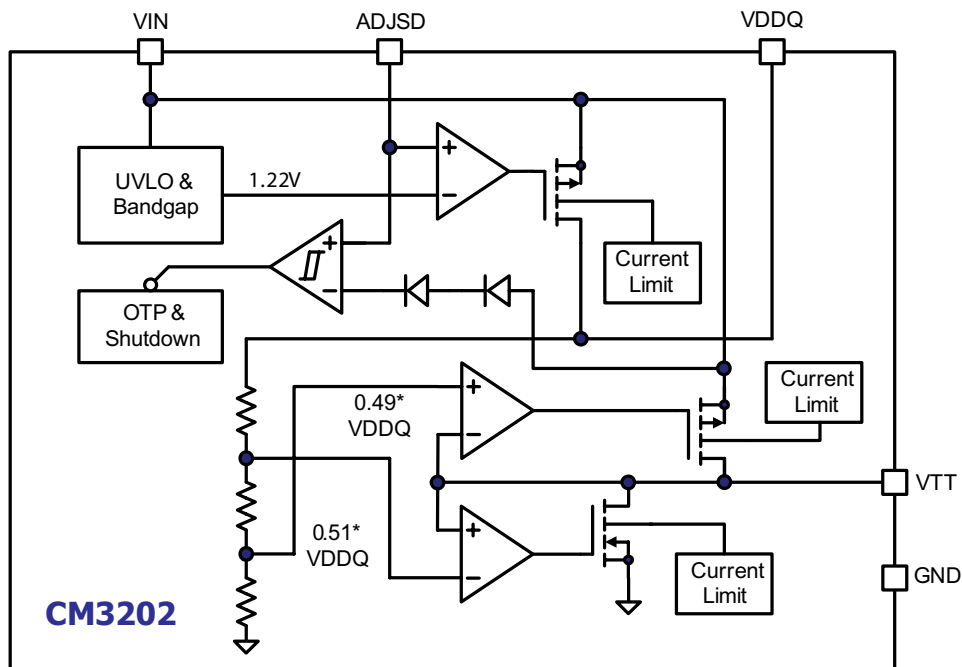 VIN
ADJSD
VDDQ
UVLO &
Bandgap
1.22V
+
−
Current
Limit
+
−
OTP &
Shutdown
Current
Limit
0.49*
VDDQ
+
−
VTT
0.51*
VDDQ
+
−
Current
Limit
GND
CM3202